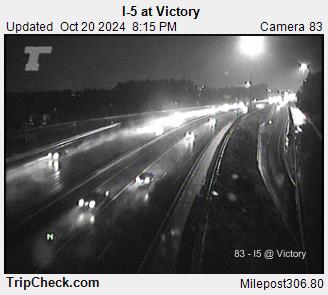 I-5 at Victory
Updated Oct 20 2024 8:15 PM Camera 83
T
N
83 - I5 @ Victory
TripCheck.com Milepost306.80